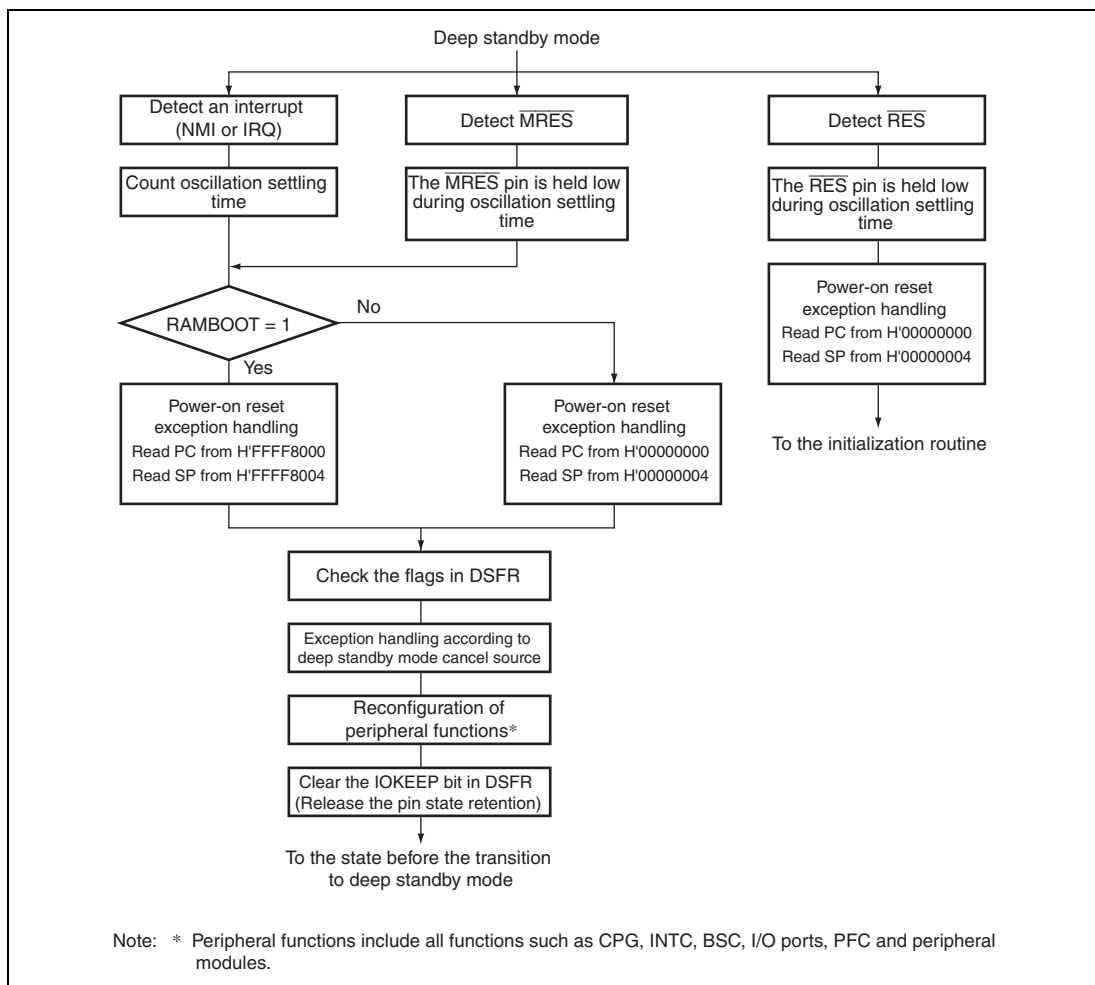 Deep standby mode
Detect an interrupt
(NMI or IRQ)
Detect M̅R̅E̅S̅
Detect R̅E̅S̅
Count oscillation settling
time
The M̅R̅E̅S̅ pin is held low
during oscillation settling
time
The R̅E̅S̅ pin is held low
during oscillation settling
time
RAMBOOT = 1
No
Yes
Power-on reset
exception handling
Read PC from H'00000000
Read SP from H'00000004
To the initialization routine
Power-on reset
exception handling
Read PC from H'FFFF8000
Read SP from H'FFFF8004
Power-on reset
exception handling
Read PC from H'00000000
Read SP from H'00000004
Check the flags in DSFR
Exception handling according to
deep standby mode cancel source
Reconfiguration of
peripheral functions*
Clear the IOKEEP bit in DSFR
(Release the pin state retention)
To the state before the transition
to deep standby mode
Note: * Peripheral functions include all functions such as CPG, INTC, BSC, I/O ports, PFC and peripheral
modules.